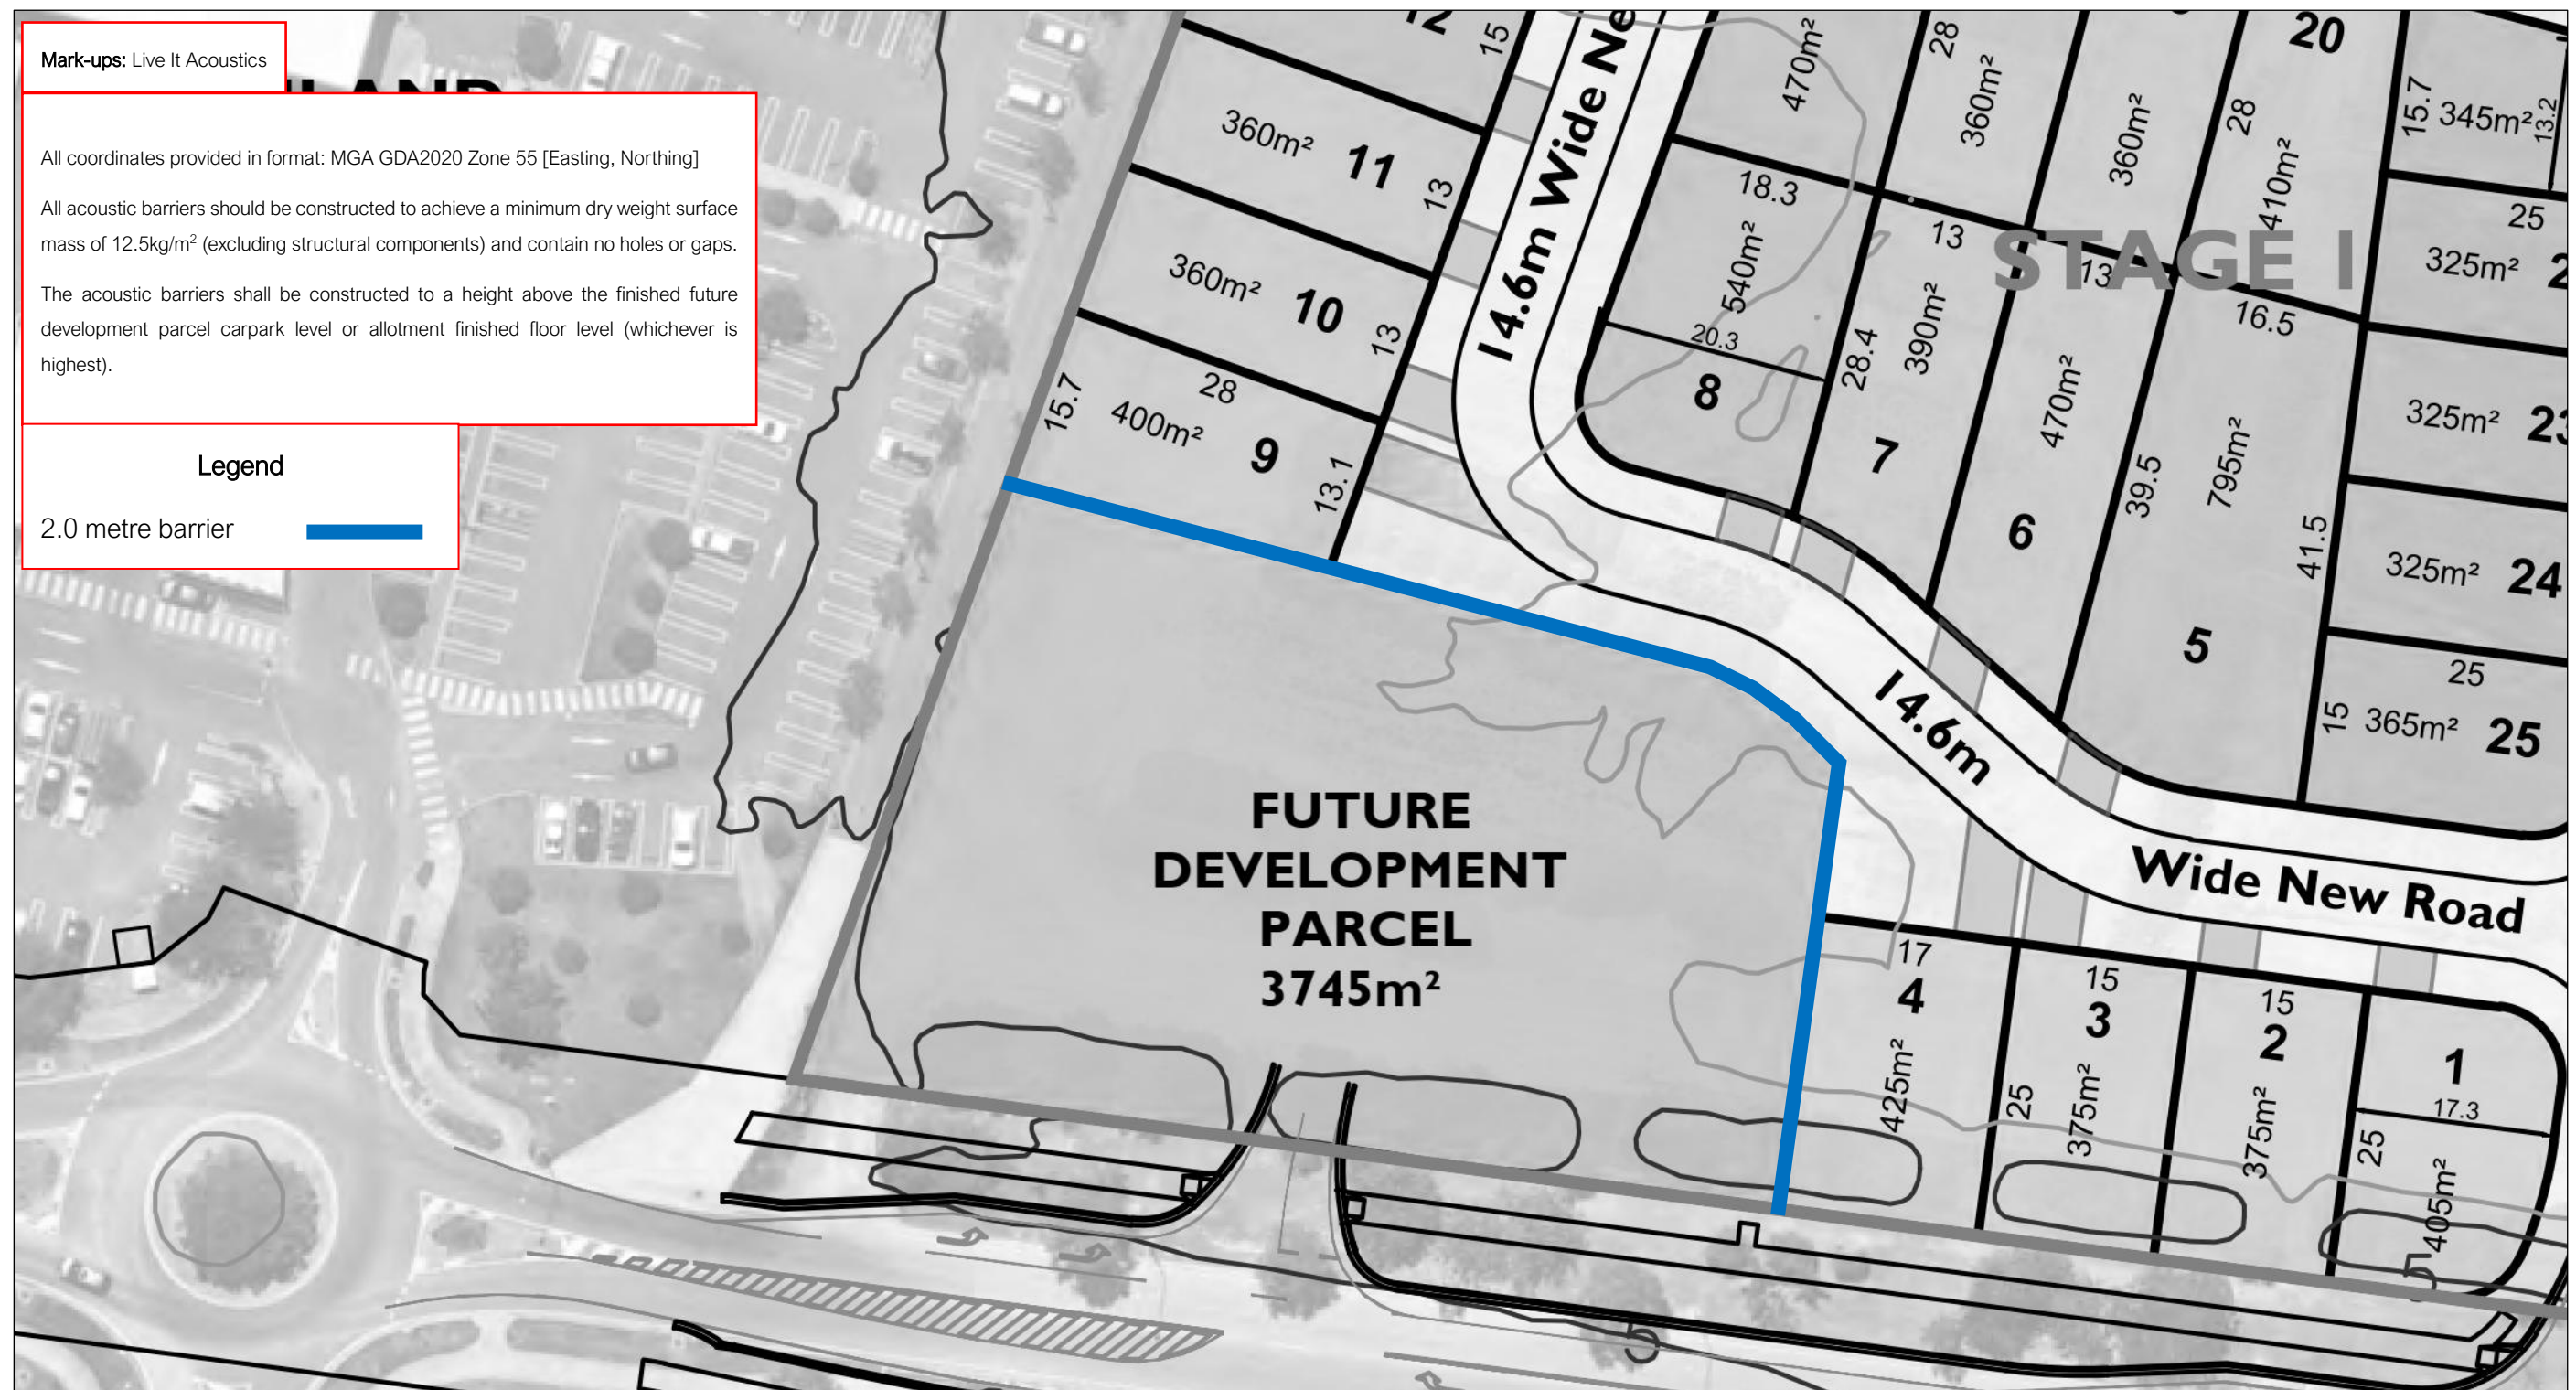 Mark-ups: Live It Acoustics
All coordinates provided in format: MGA GDA2020 Zone 55 [Easting, Northing]
All acoustic barriers should be constructed to achieve a minimum dry weight surface
mass of 12.5kg/m² (excluding structural components) and contain no holes or gaps.
The acoustic barriers shall be constructed to a height above the finished future
development parcel carpark level or allotment finished floor level (whichever is
highest).
Legend
2.0 metre barrier
15
360m²
11
13
360m²
10
13
28
15.7
400m²
9
13.1
14.6m Wide Ne
470m²
28
360m²
360m²
20
28
410m²
15.7
345m²
13.2
18.3
540m²
20.3
8
13
28.4
390m²
7
STAGE 1
13
470m²
6
16.5
39.5
795m²
41.5
5
25
325m²
325m²
325m²
24
25
15
365m²
25
14.6m
Wide New Road
FUTURE
DEVELOPMENT
PARCEL
3745m²
17
4
425m²
15
3
25
375m²
15
2
375m²
1
17.3
25
405m²
5
5